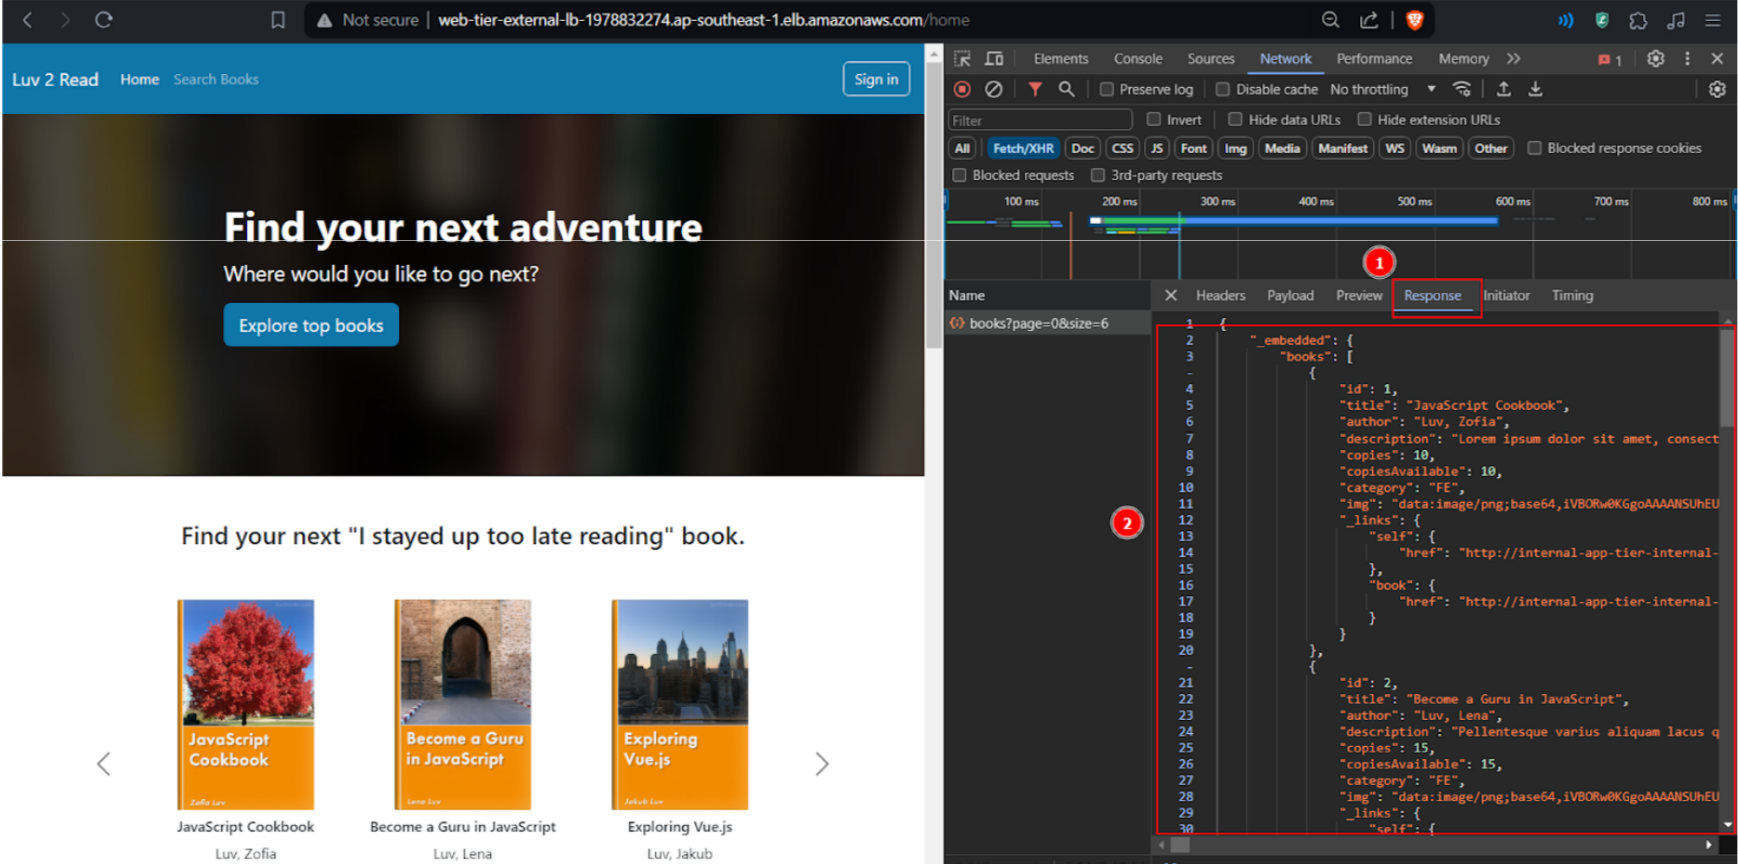 Not secure web-tier-external-lb-1978832274.ap-southeast-1.elb.amazonaws.com/home
Luv 2 Read Home Search Books Sign in
Find your next adventure
Where would you like to go next?
Explore top books
Find your next "I stayed up too late reading" book.
JavaScript
Cookbook
Zofia Luv
Become a Guru
in JavaScript
Lena Luv
Exploring
Vue.js
Jakub Luv
JavaScript Cookbook Become a Guru in JavaScript Exploring Vue.js
Luv, Zofia Luv, Lena Luv, Jakub
Elements Console Sources Network Performance Memory 1
Preserve log Disable cache No throttling
Filter Invert Hide data URLs Hide extension URLs
All Fetch/XHR Doc CSS JS Font Img Media Manifest WS Wasm Other Blocked response cookies
Blocked requests 3rd-party requests
100 ms 200 ms 300 ms 400 ms 500 ms 600 ms 700 ms 800 ms
1
Name Headers Payload Preview Response Initiator Timing
books?page=0&size=6
2
1 {
2 "_embedded": {
3 "books": [
- {
4 "id": 1,
5 "title": "JavaScript Cookbook",
6 "author": "Luv, Zofia",
7 "description": "Lorem ipsum dolor sit amet, consect
8 "copies": 10,
9 "copiesAvailable": 10,
10 "category": "FE",
11 "img": "data:image/png;base64,iVBORw0KGgoAAAANSUhEU
12 "_links": {
13 "self": {
14 "href": "http://internal-app-tier-internal-
15 },
16 "book": {
17 "href": "http://internal-app-tier-internal-
18 }
19 }
20 },
- {
21 "id": 2,
22 "title": "Become a Guru in JavaScript",
23 "author": "Luv, Lena",
24 "description": "Pellentesque varius aliquam lacus q
25 "copies": 15,
26 "copiesAvailable": 15,
27 "category": "FE",
28 "img": "data:image/png;base64,iVBORw0KGgoAAAANSUhEU
29 "_links": {
30 "self": {